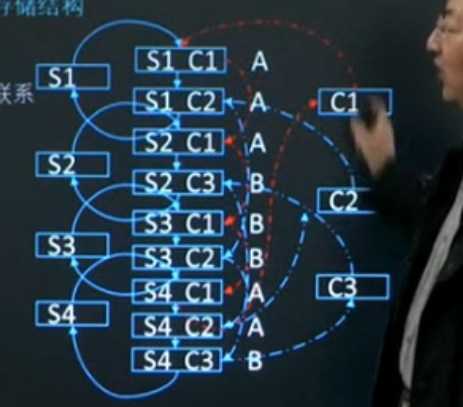 存储结构
S1 C1 A
S1
联系
S1 C2 A
C1
S2 C1 A
S2
S2 C3 B
C2
S3 C1 B
S3
S3 C2 B
S4 C1 A
C3
S4
S4 C2 A
S4 C3 B